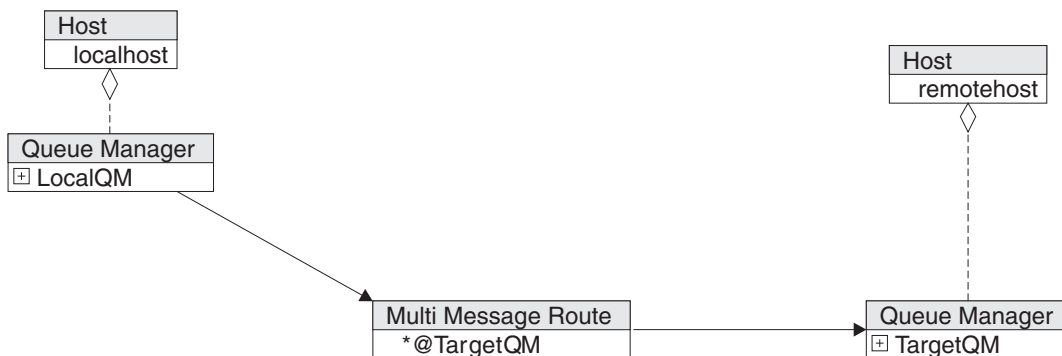 Host
localhost
Host
remotehost
Queue Manager
LocalQM
Multi Message Route
*@TargetQM
Queue Manager
TargetQM